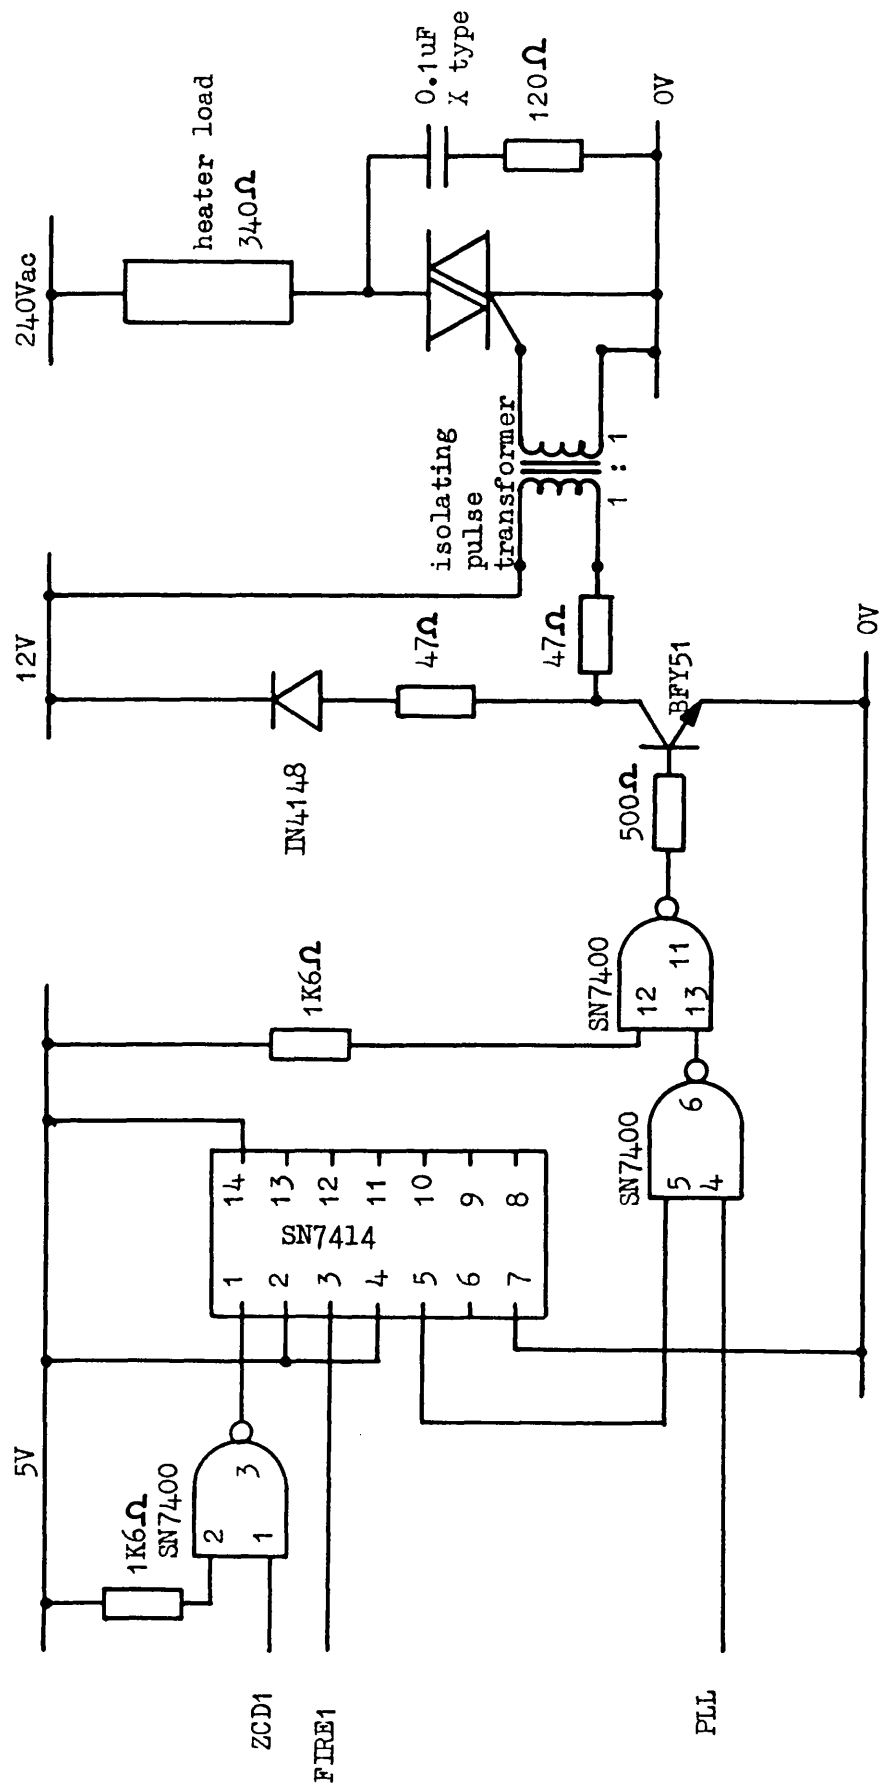 5V
12V
240Vac
1K6Ω
SN7400
2
1
3
ZCD1
FIRE1
PLL
1
2
3
4
5
6
7
SN7414
14
13
12
11
10
9
8
1K6Ω
SN7400
5
4
6
SN7400
12
13
11
500Ω
BFY51
IN4148
47Ω
47Ω
isolating
pulse
transformer
1 : 1
heater load
340Ω
0.1uF
X type
120Ω
0V
0V